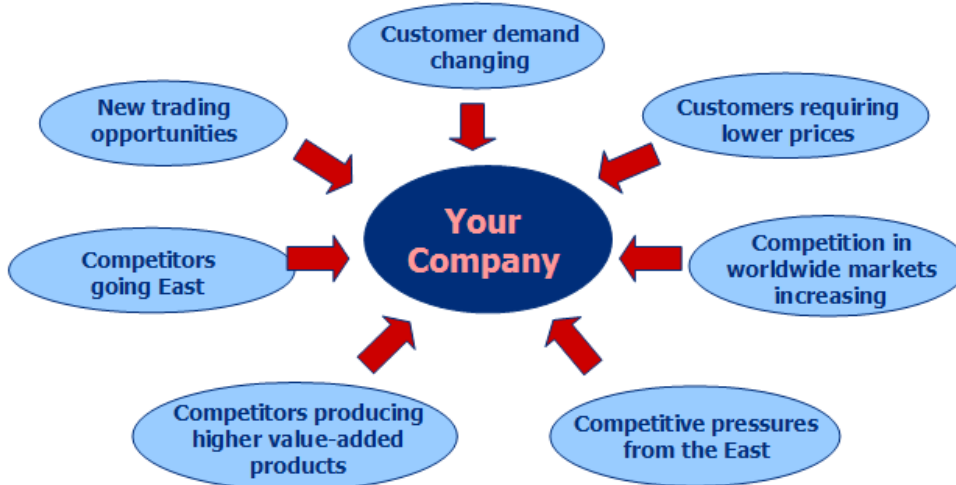 Customer demand
changing
New trading
opportunities
Customers requiring
lower prices
Your
Company
Competitors
going East
Competition in
worldwide markets
increasing
Competitors producing
higher value-added
products
Competitive pressures
from the East